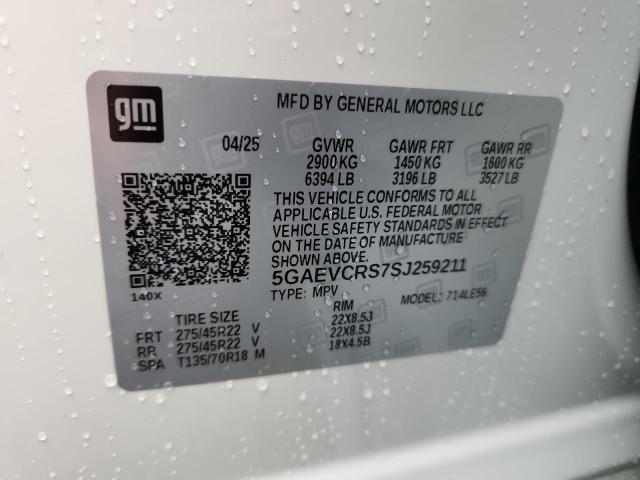 gm
MFD BY GENERAL MOTORS LLC
04/25 GVWR GAWR FRT GAWR RR
2900 KG 1450 KG 1600 KG
6394 LB 3196 LB 3527 LB
THIS VEHICLE CONFORMS TO ALL
APPLICABLE U.S. FEDERAL MOTOR
VEHICLE SAFETY STANDARDS IN EFFECT
ON THE DATE OF MANUFACTURE
SHOWN ABOVE.
5GAEVCRS7SJ259211
140X
TYPE: MPV MODEL: 714LE56
TIRE SIZE RIM
FRT 275/45R22 V 22X8.5J
RR 275/45R22 V 22X8.5J
SPA T135/70R18 M 18X4.5B